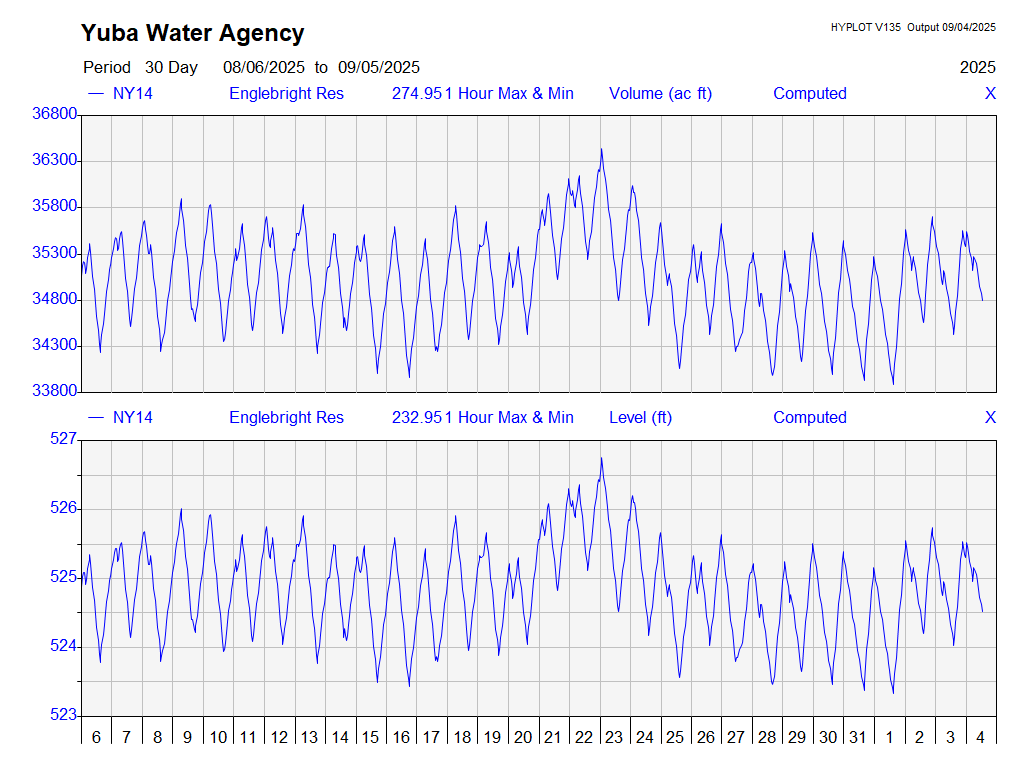 Yuba Water Agency
HYPLOT V135 Output 09/04/2025
Period 30 Day 08/06/2025 to 09/05/2025 2025
NY14 Englebright Res 274.951 Hour Max & Min Volume (ac ft) Computed X
36800
36300
35800
35300
34800
34300
33800
NY14 Englebright Res 232.951 Hour Max & Min Level (ft) Computed X
527
526
525
524
523
6 7 8 9 10 11 12 13 14 15 16 17 18 19 20 21 22 23 24 25 26 27 28 29 30 31 1 2 3 4